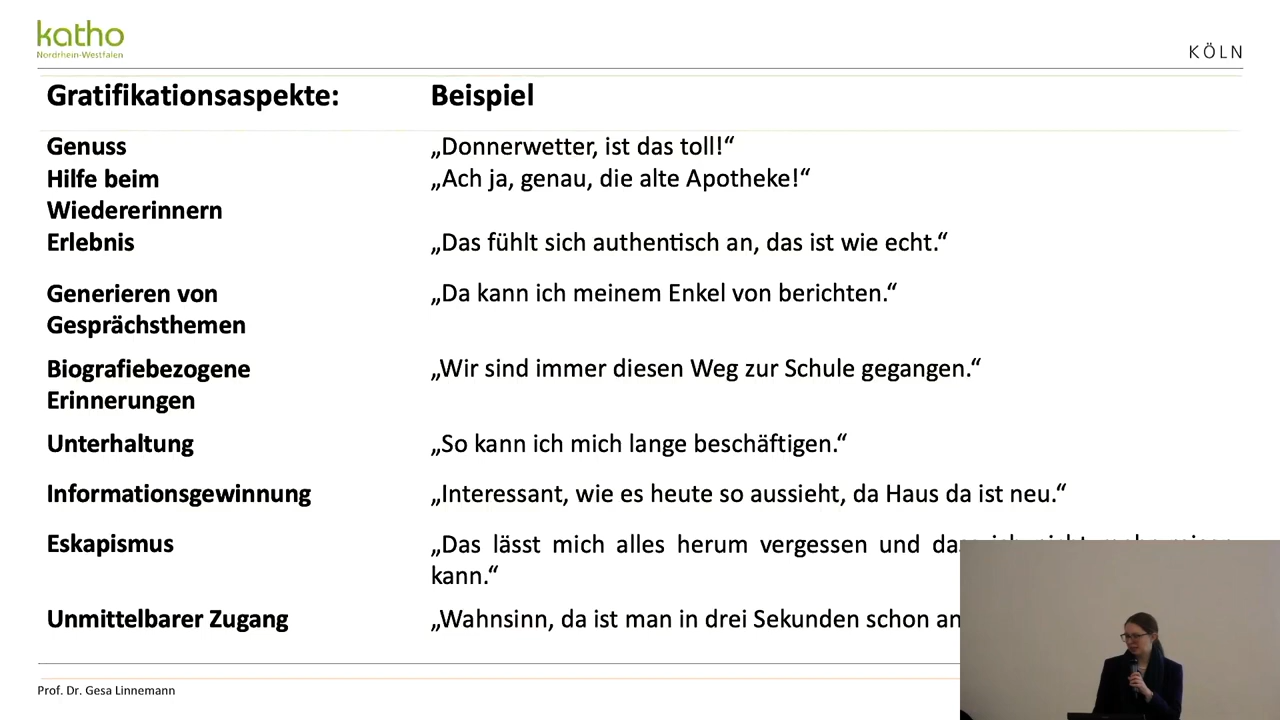 katho
Nordrhein-Westfalen
KÖLN
Gratifikationsaspekte: Beispiel
Genuss „Donnerwetter, ist das toll!“
Hilfe beim „Ach ja, genau, die alte Apotheke!“
Wiedererinnern
Erlebnis „Das fühlt sich authentisch an, das ist wie echt.“
Generieren von „Da kann ich meinem Enkel von berichten.“
Gesprächsthemen
Biografiebezogene „Wir sind immer diesen Weg zur Schule gegangen.“
Erinnerungen
Unterhaltung „So kann ich mich lange beschäftigen.“
Informationsgewinnung „Interessant, wie es heute so aussieht, da Haus da ist neu.“
Eskapismus „Das lässt mich alles herum vergessen und
kann.“
Unmittelbarer Zugang „Wahnsinn, da ist man in drei Sekunden schon
Prof. Dr. Gesa Linnemann